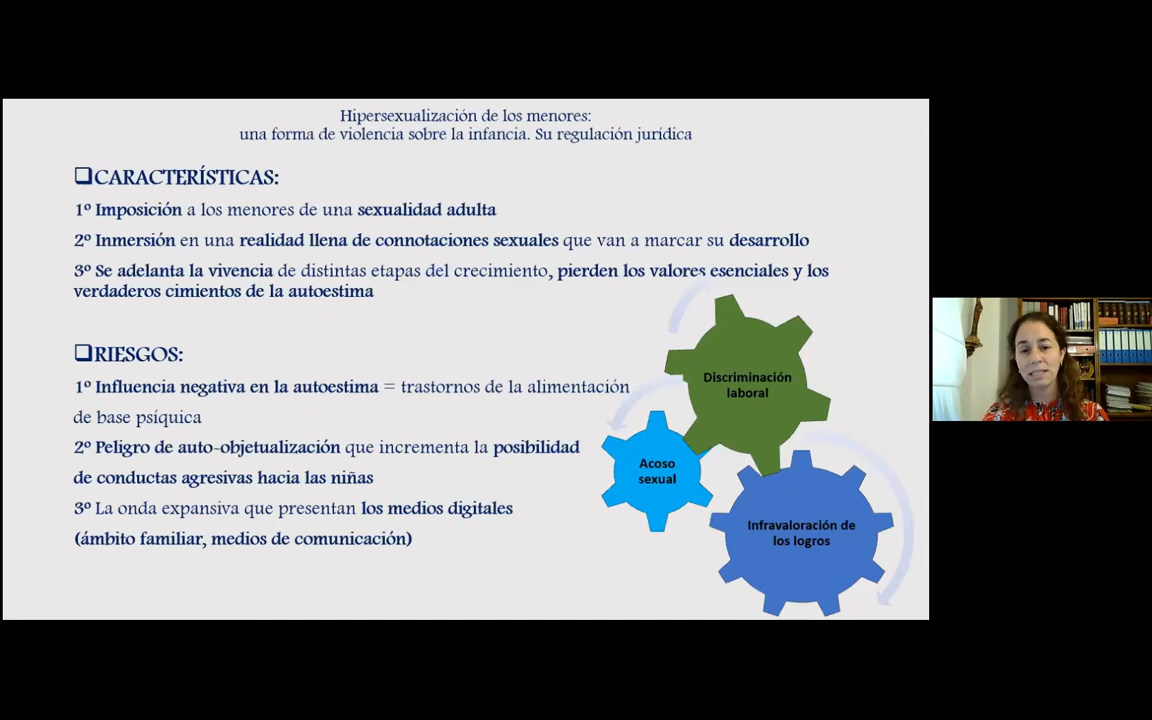 Hipersexualización de los menores:
una forma de violencia sobre la infancia. Su regulación jurídica
❑CARACTERÍSTICAS:
1º Imposición a los menores de una sexualidad adulta
2º Inmersión en una realidad llena de connotaciones sexuales que van a marcar su desarrollo
3º Se adelanta la vivencia de distintas etapas del crecimiento, pierden los valores esenciales y los
verdaderos cimientos de la autoestima
❑RIESGOS:
1º Influencia negativa en la autoestima = trastornos de la alimentación
de base psíquica
2º Peligro de auto-objetualización que incrementa la posibilidad
de conductas agresivas hacia las niñas
3º La onda expansiva que presentan los medios digitales
(ámbito familiar, medios de comunicación)
Discriminación
laboral
Acoso
sexual
Infravaloración de
los logros